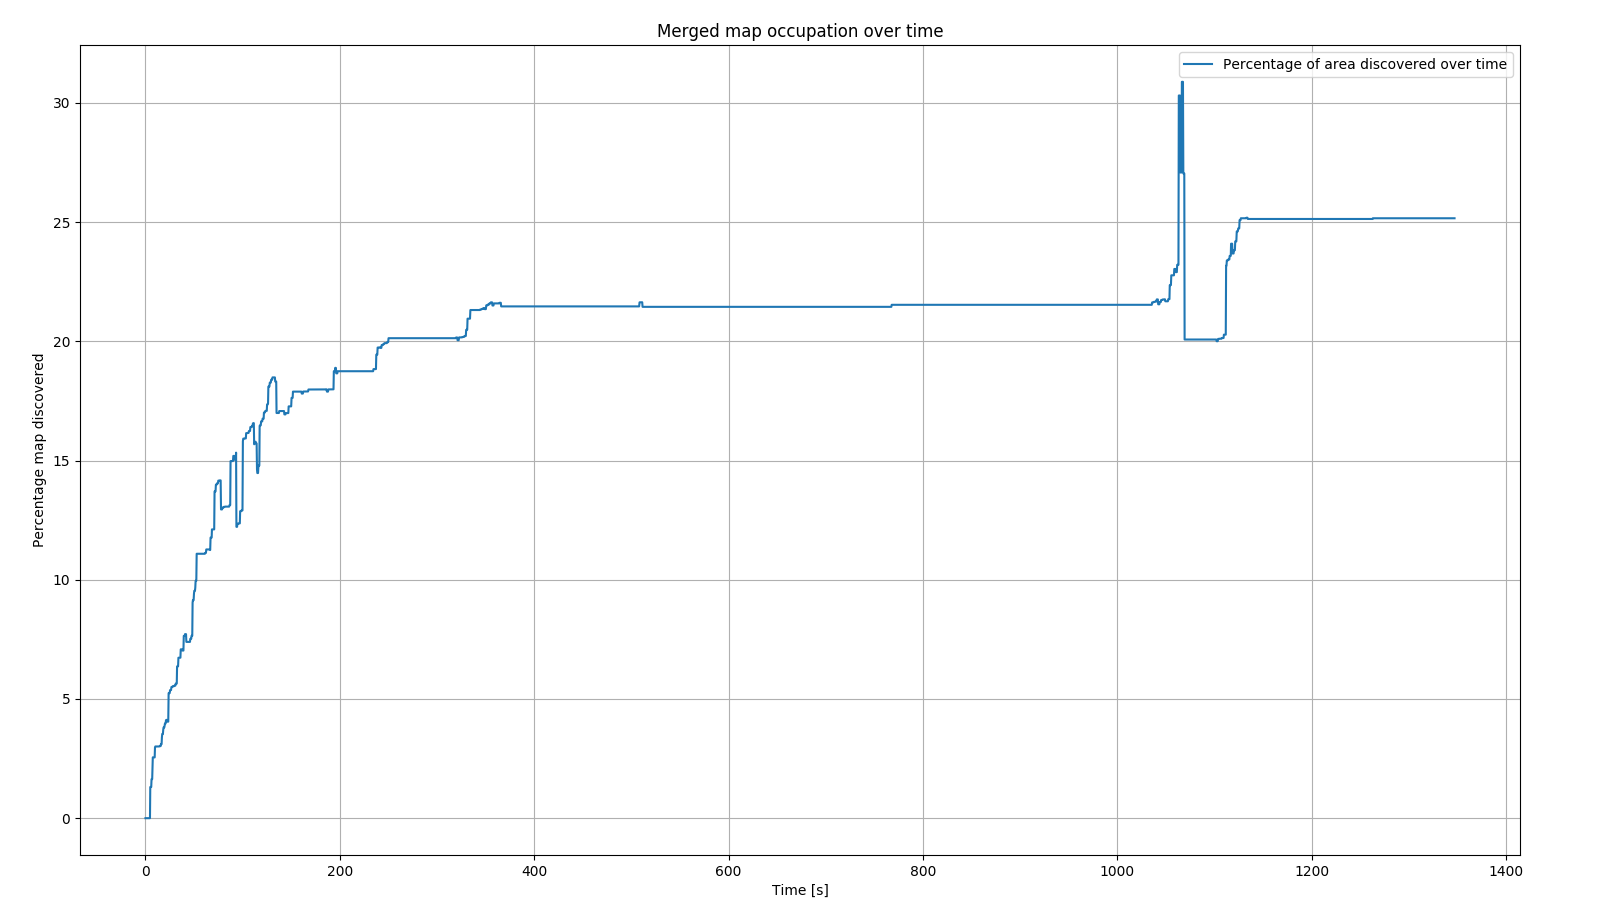 Merged map occupation over time
Percentage of area discovered over time
30
25
20
15
10
5
0
Percentage map discovered
0 200 400 600 800 1000 1200 1400
Time [s]